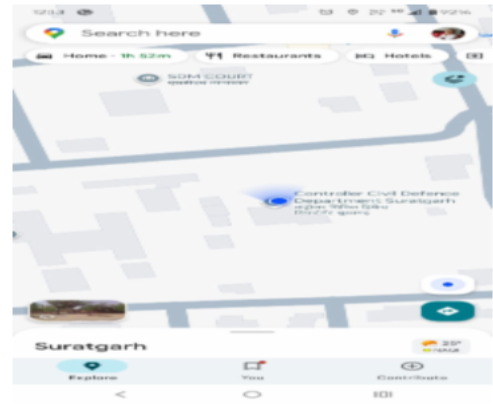 Search here
Home - 1h 52m
Restaurants
Hotels
SDM COURT
Controller Civil Defence
Department Suratgarh
Suratgarh
Explore
You
Contribute